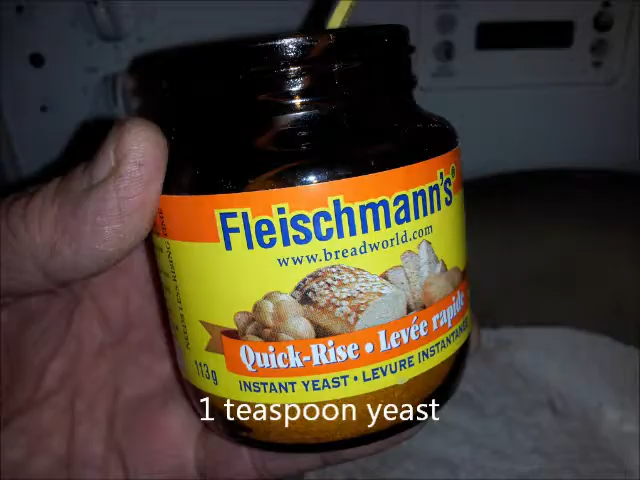 Fleischmann's®
www.breadworld.com
Quick-Rise • Levée rapide
113g
INSTANT YEAST • LEVURE INSTANTANÉE
1 teaspoon yeast